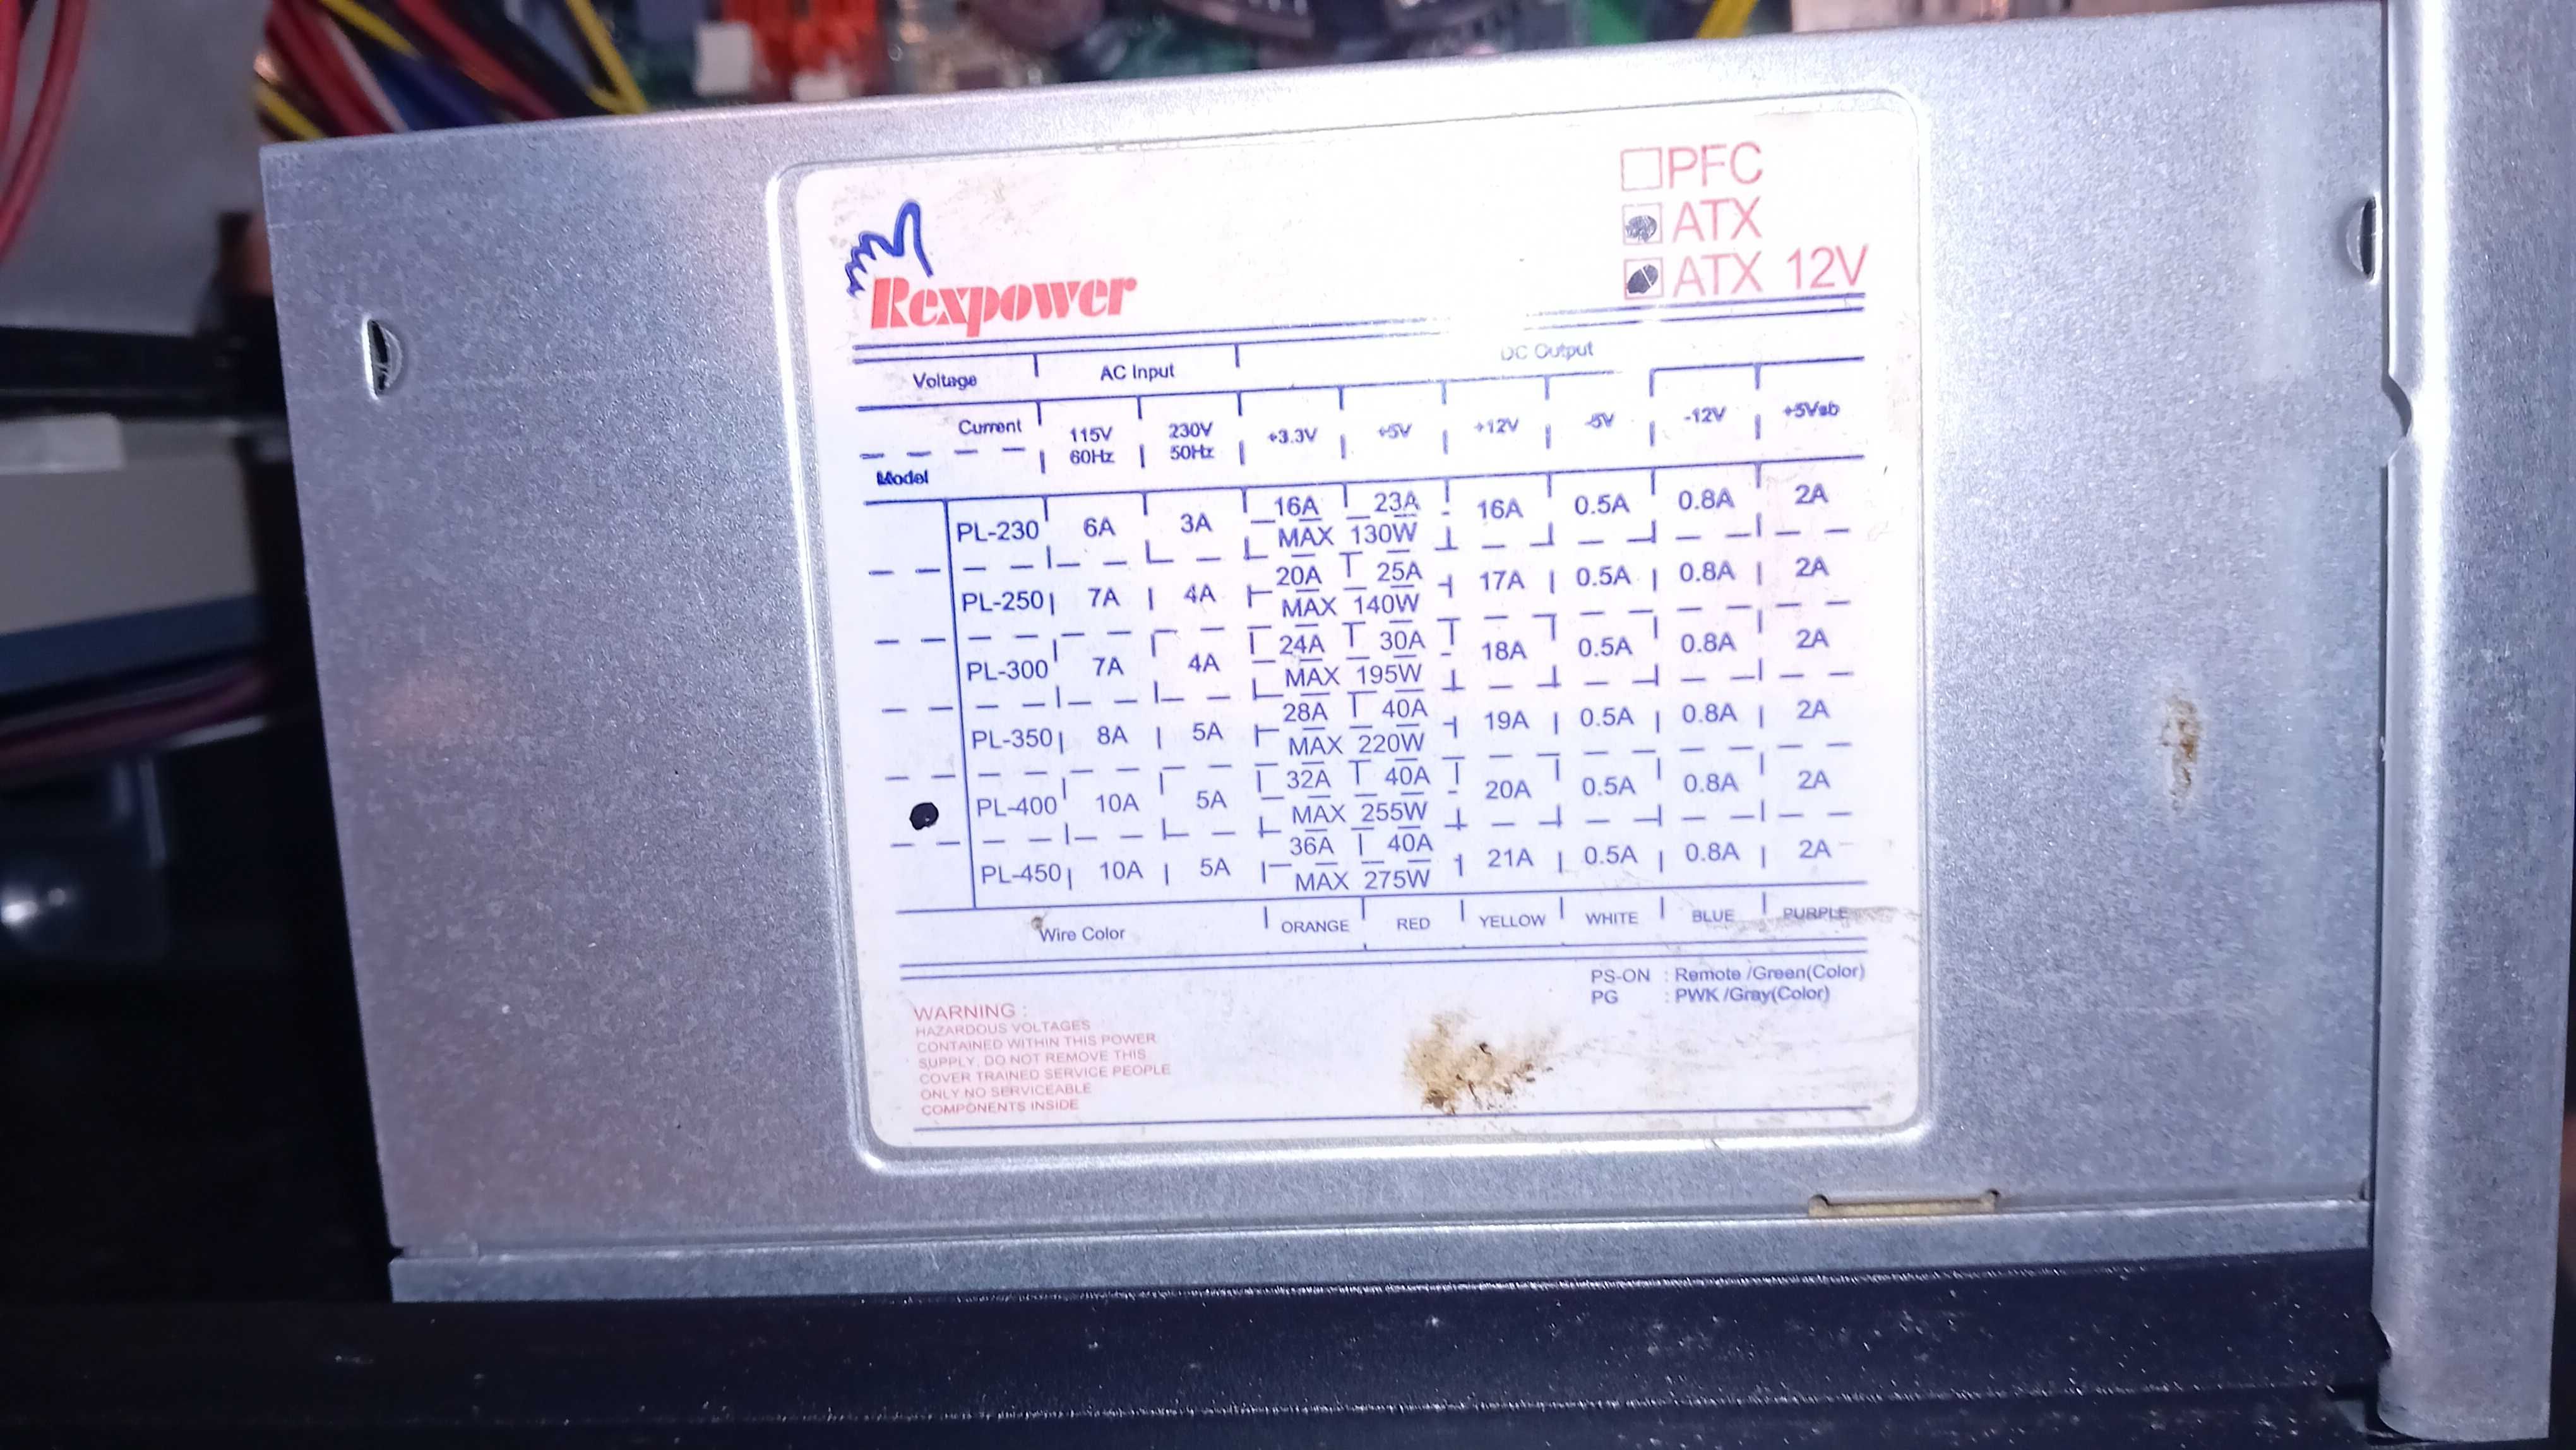 PFC
ATX
ATX 12V
Rexpower
Voltage AC Input DC Output
Current 115V 60Hz 230V 50Hz +3.3V +5V +12V -5V -12V +5Vsb
Model
PL-230 6A 3A 16A 23A 16A 0.5A 0.8A 2A
MAX 130W
PL-250 7A 4A 20A 25A 17A 0.5A 0.8A 2A
MAX 140W
PL-300 7A 4A 24A 30A 18A 0.5A 0.8A 2A
MAX 195W
PL-350 8A 5A 28A 40A 19A 0.5A 0.8A 2A
MAX 220W
PL-400 10A 5A 32A 40A 20A 0.5A 0.8A 2A
MAX 255W
PL-450 10A 5A 36A 40A 21A 0.5A 0.8A 2A
MAX 275W
Wire Color ORANGE RED YELLOW WHITE BLUE PURPLE
PS-ON : Remote /Green(Color)
PG : PWK /Gray(Color)
WARNING :
HAZARDOUS VOLTAGES
CONTAINED WITHIN THIS POWER
SUPPLY. DO NOT REMOVE THIS
COVER TRAINED SERVICE PEOPLE
ONLY NO SERVICEABLE
COMPONENTS INSIDE